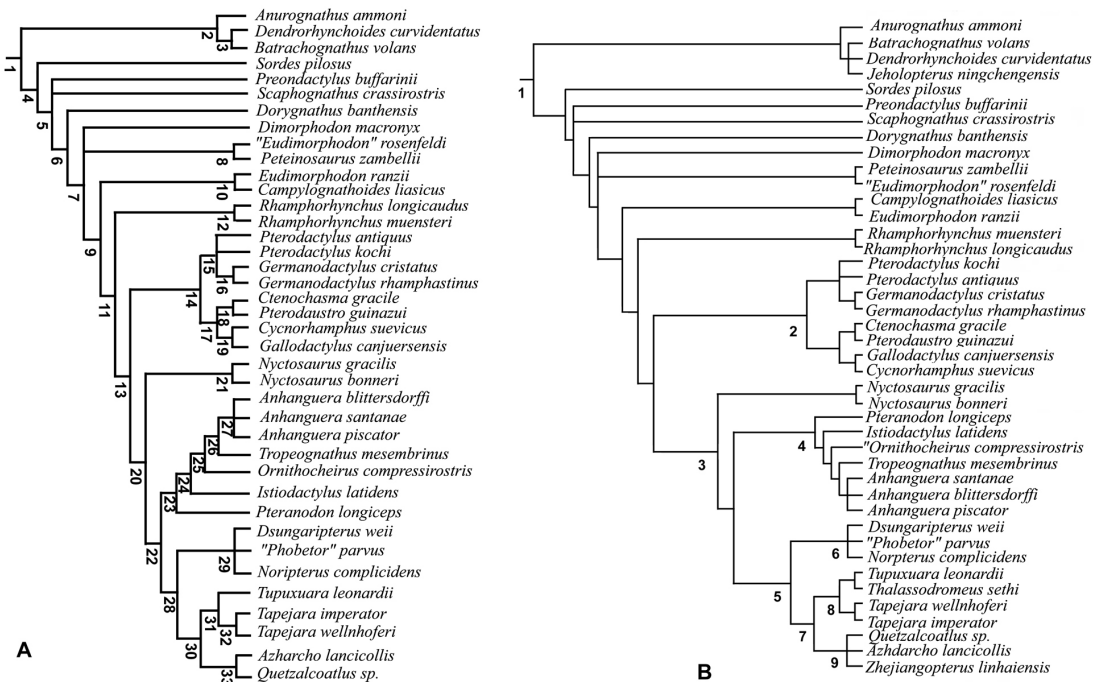 Anurognathus ammoni
Dendrorhynchoides curvidentatus
Batrachognathus volans
Sordes pilosus
Preondactylus buffarinii
Scaphognathus crassirostris
Dorygnathus banthensis
Dimorphodon macronyx
"Eudimorphodon" rosenfeldi
Peteinosaurus zambellii
Eudimorphodon ranzii
Campylognathoides liasicus
Rhamphorhynchus longicaudus
Rhamphorhynchus muensteri
Pterodactylus antiquus
Pterodactylus kochi
Germanodactylus cristatus
Germanodactylus rhamphastinus
Ctenochasma gracile
Pterodaustro guinazui
Cycnorhamphus suevicus
Gallodactylus canjuersensis
Nyctosaurus gracilis
Nyctosaurus bonneri
Anhanguera blittersdorffi
Anhanguera santanae
Anhanguera piscator
Tropeognathus mesembrinus
Ornithocheirus compressirostris
Istiodactylus latidens
Pteranodon longiceps
Dsungaripterus weii
"Phobetor" parvus
Noripterus complicidens
Tupuxuara leonardii
Tapejara imperator
Tapejara wellnhoferi
Azharcho lancicollis
Quetzalcoatlus sp.
1
2
3
4
5
6
7
8
9
10
11
12
13
14
15
16
17
18
19
20
21
22
23
24
25
26
27
28
29
30
31
32
33
A
Anurognathus ammoni
Batrachognathus volans
Dendrorhynchoides curvidentatus
Jeholopterus ningchengensis
Sordes pilosus
Preondactylus buffarinii
Scaphognathus crassirostris
Dorygnathus banthensis
Dimorphodon macronyx
Peteinosaurus zambellii
"Eudimorphodon" rosenfeldi
Campylognathoides liasicus
Eudimorphodon ranzii
Rhamphorhynchus muensteri
Rhamphorhynchus longicaudus
Pterodactylus kochi
Pterodactylus antiquus
Germanodactylus cristatus
Germanodactylus rhamphastinus
Ctenochasma gracile
Pterodaustro guinazui
Gallodactylus canjuersensis
Cycnorhamphus suevicus
Nyctosaurus gracilis
Nyctosaurus bonneri
Pteranodon longiceps
Istiodactylus latidens
"Ornithocheirus compressirostris
Tropeognathus mesembrinus
Anhanguera santanae
Anhanguera blittersdorffi
Anhanguera piscator
Dsungaripterus weii
"Phobetor" parvus
Norpterus complicidens
Tupuxuara leonardii
Thalassodromeus sethi
Tapejara wellnhoferi
Tapejara imperator
Quetzalcoatlus sp.
Azhdarcho lancicollis
Zhejiangopterus linhaiensis
1
2
3
4
5
6
7
8
9
B